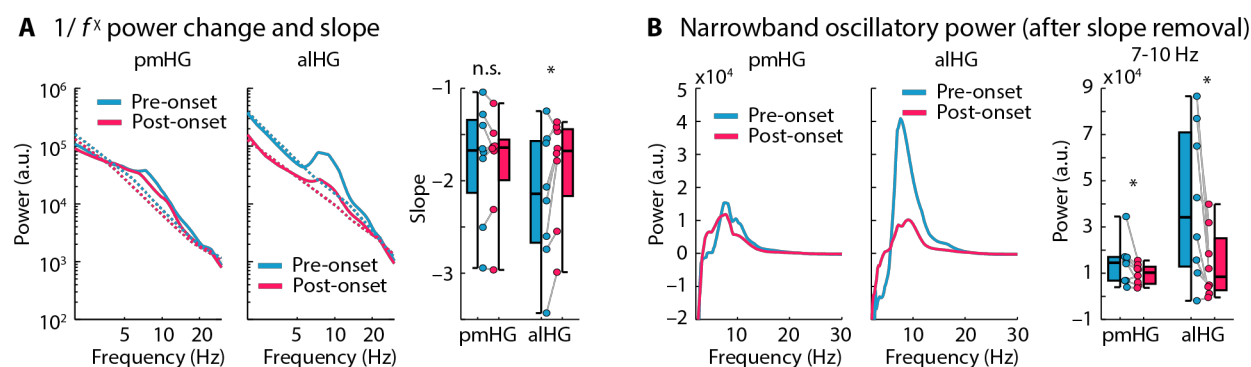 A 1/ fᵡ power change and slope
pmHG
alHG
Power (a.u.)
10⁶
10⁵
10⁴
10³
10²
Pre-onset
Post-onset
Pre-onset
Post-onset
5 10 20
5 10 20
Frequency (Hz)
Frequency (Hz)
Slope
−1
−2
−3
n.s. *
pmHG alHG
B Narrowband oscillatory power (after slope removal)
pmHG
alHG
7-10 Hz
Power (a.u.)
x10⁴
5
4
3
2
1
0
−1
−2
Pre-onset
Post-onset
Pre-onset
Post-onset
10 20 30
10 20 30
Frequency (Hz)
Frequency (Hz)
Power (a.u.)
x10⁴
9
7
5
3
1
−1
* *
pmHG alHG